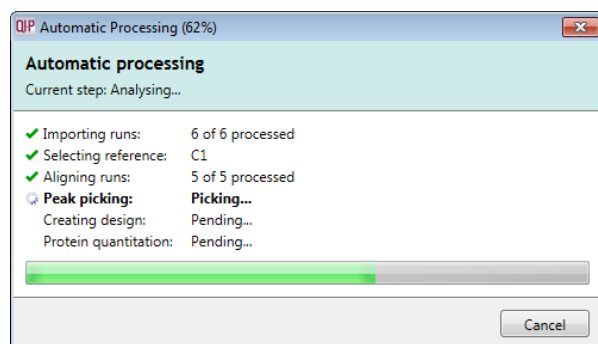 QIP Automatic Processing (62%)
Automatic processing
Current step: Analysing...
Importing runs: 6 of 6 processed
Selecting reference: C1
Aligning runs: 5 of 5 processed
Peak picking: Picking...
Creating design: Pending...
Protein quantitation: Pending...
Cancel